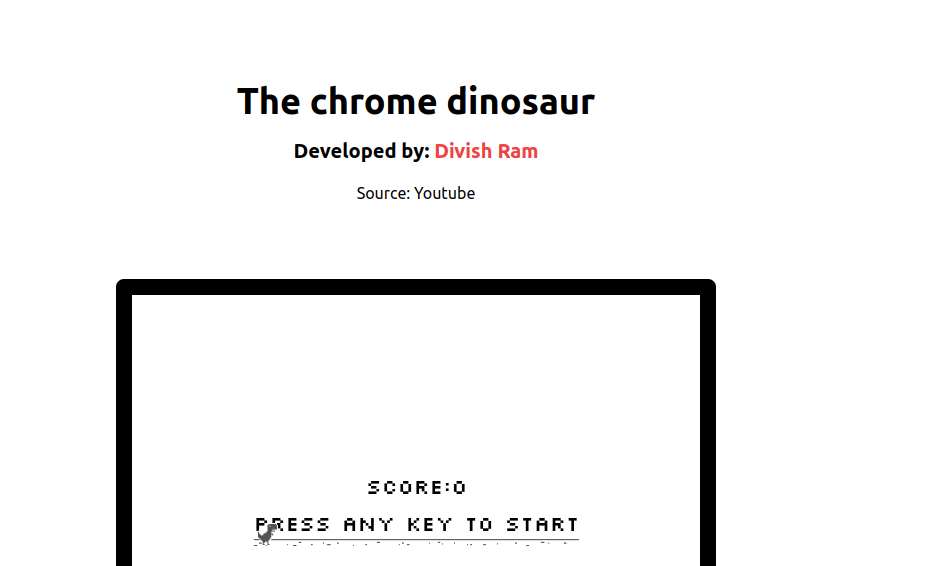 The chrome dinosaur
Developed by: Divish Ram
Source: Youtube
SCORE:0
PRESS ANY KEY TO START